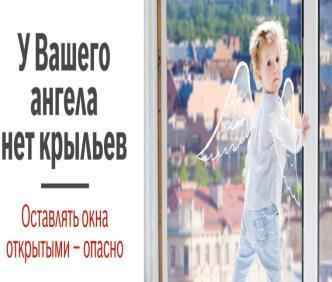 У Вашего
ангела
нет крыльев
Оставлять окна
открытыми – опасно